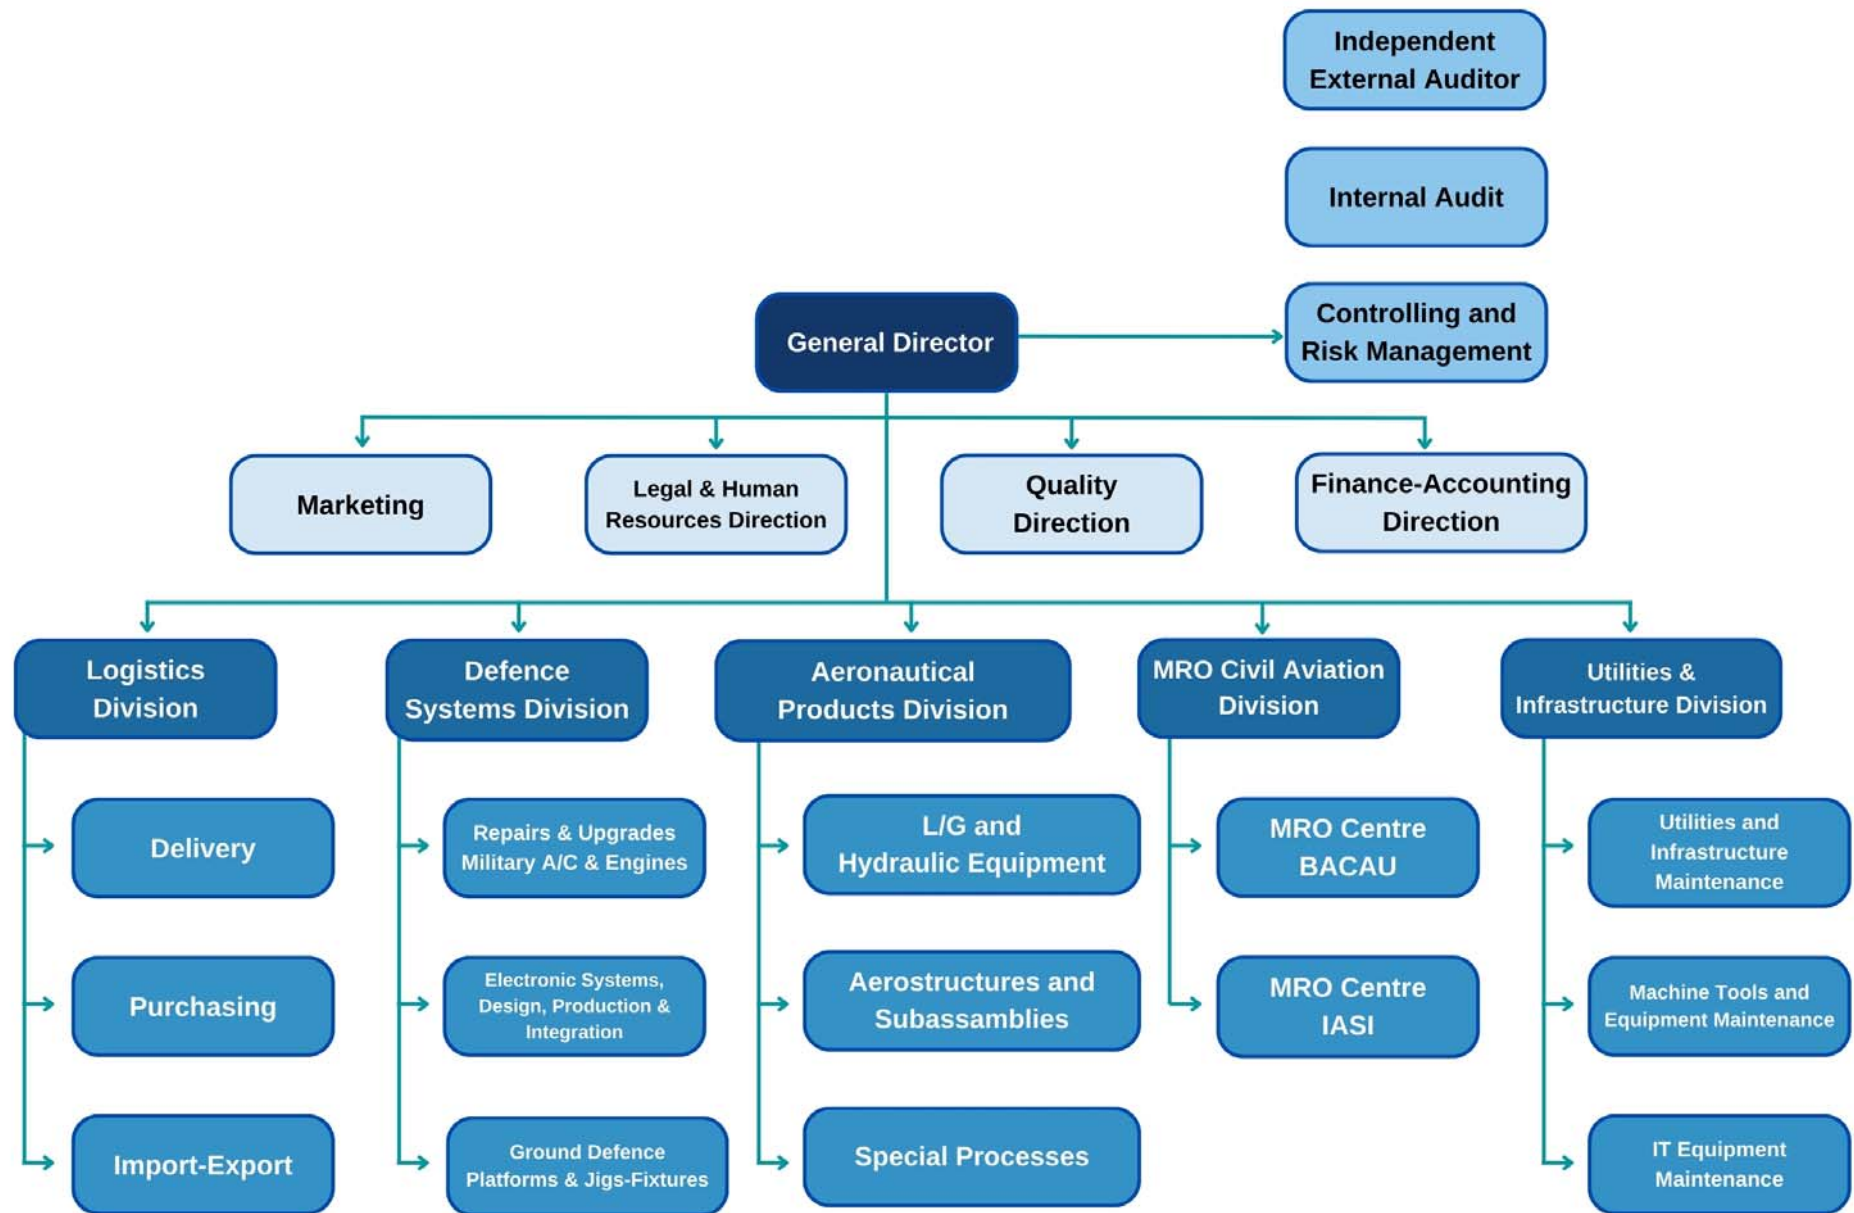 Independent
External Auditor
Internal Audit
Controlling and
Risk Management
General Director
Marketing
Legal & Human
Resources Direction
Quality
Direction
Finance-Accounting
Direction
Logistics
Division
Delivery
Purchasing
Import-Export
Defence
Systems Division
Repairs & Upgrades
Military A/C & Engines
Electronic Systems,
Design, Production &
Integration
Ground Defence
Platforms & Jigs-Fixtures
Aeronautical
Products Division
L/G and
Hydraulic Equipment
Aerostructures and
Subassamblies
Special Processes
MRO Civil Aviation
Division
MRO Centre
BACAU
MRO Centre
IASI
Utilities &
Infrastructure Division
Utilities and
Infrastructure
Maintenance
Machine Tools and
Equipment Maintenance
IT Equipment
Maintenance